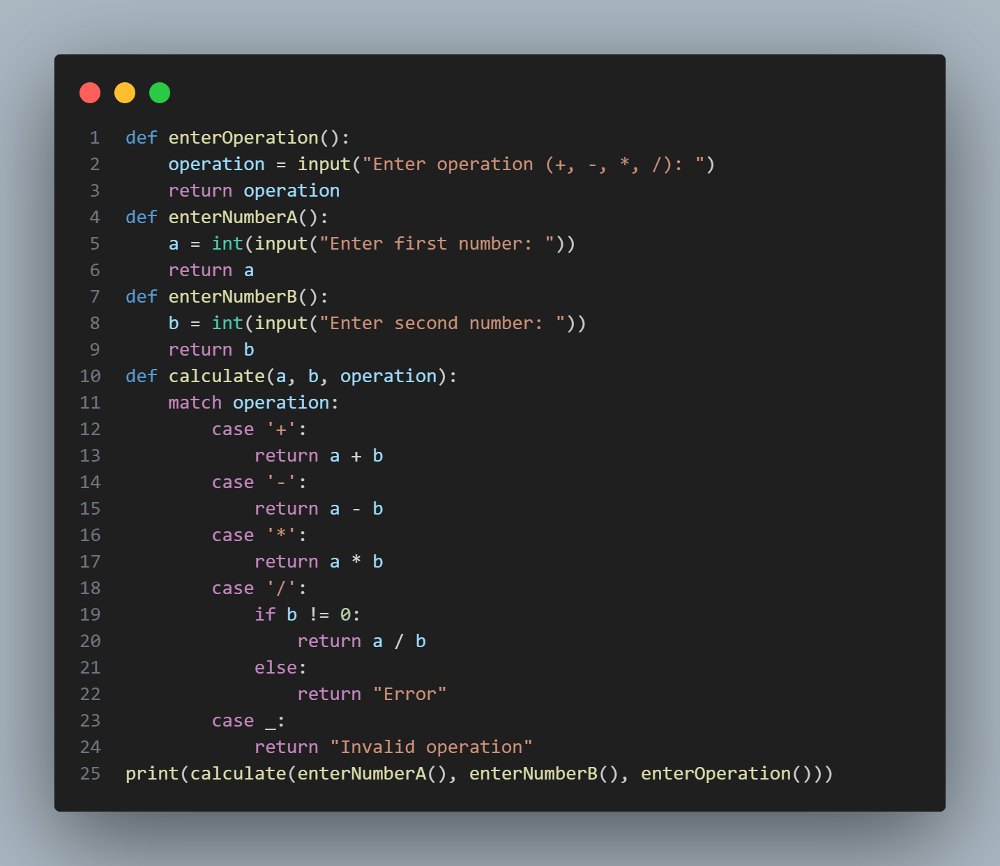 1 def enterOperation():
2     operation = input("Enter operation (+, -, *, /): ")
3     return operation
4 def enterNumberA():
5     a = int(input("Enter first number: "))
6     return a
7 def enterNumberB():
8     b = int(input("Enter second number: "))
9     return b
10 def calculate(a, b, operation):
11     match operation:
12         case '+':
13             return a + b
14         case '-':
15             return a - b
16         case '*':
17             return a * b
18         case '/':
19             if b != 0:
20                 return a / b
21             else:
22                 return "Error"
23         case _:
24             return "Invalid operation"
25 print(calculate(enterNumberA(), enterNumberB(), enterOperation()))